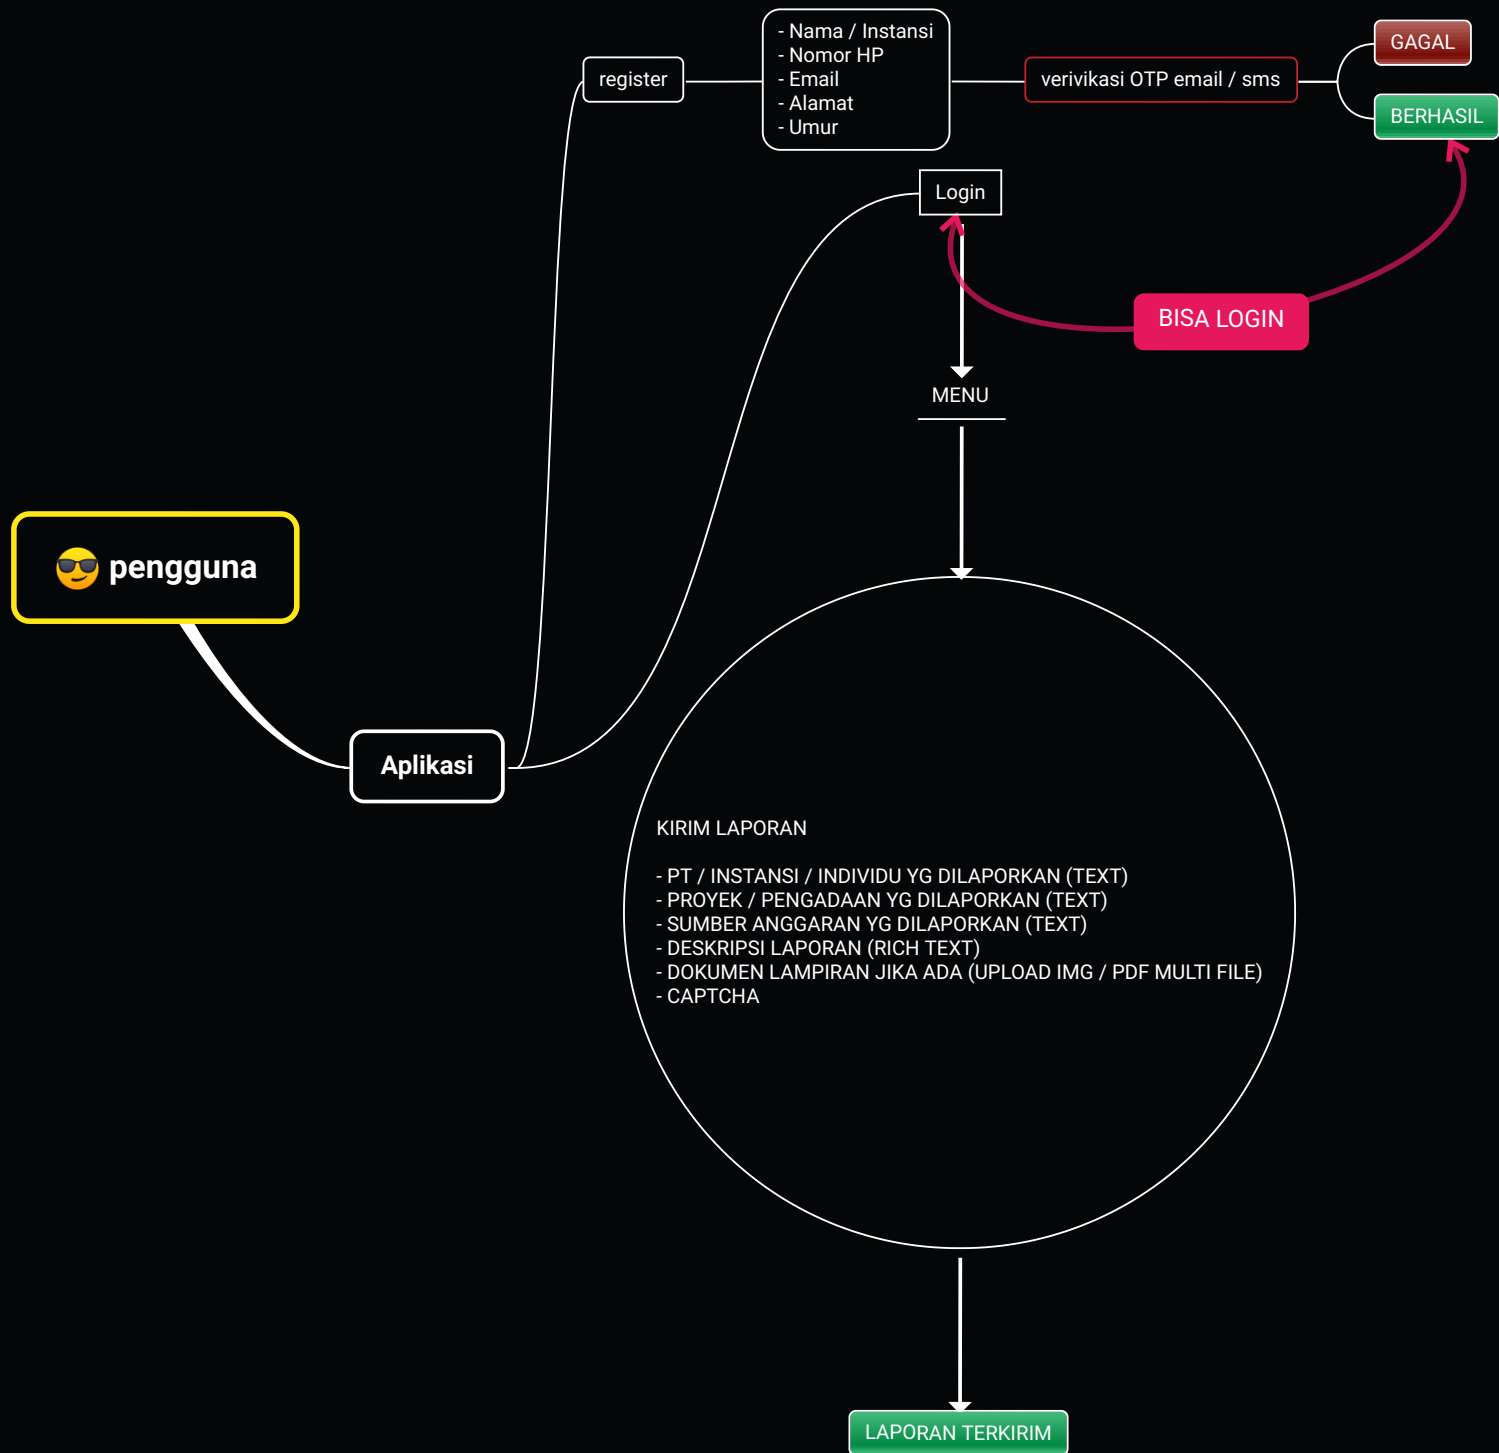 - Nama / Instansi
- Nomor HP
- Email
- Alamat
- Umur
register
verivikasi OTP email / sms
GAGAL
BERHASIL
Login
BISA LOGIN
MENU
😎 pengguna
Aplikasi
KIRIM LAPORAN
- PT / INSTANSI / INDIVIDU YG DILAPORKAN (TEXT)
- PROYEK / PENGADAAN YG DILAPORKAN (TEXT)
- SUMBER ANGGARAN YG DILAPORKAN (TEXT)
- DESKRIPSI LAPORAN (RICH TEXT)
- DOKUMEN LAMPIRAN JIKA ADA (UPLOAD IMG / PDF MULTI FILE)
- CAPTCHA
LAPORAN TERKIRIM